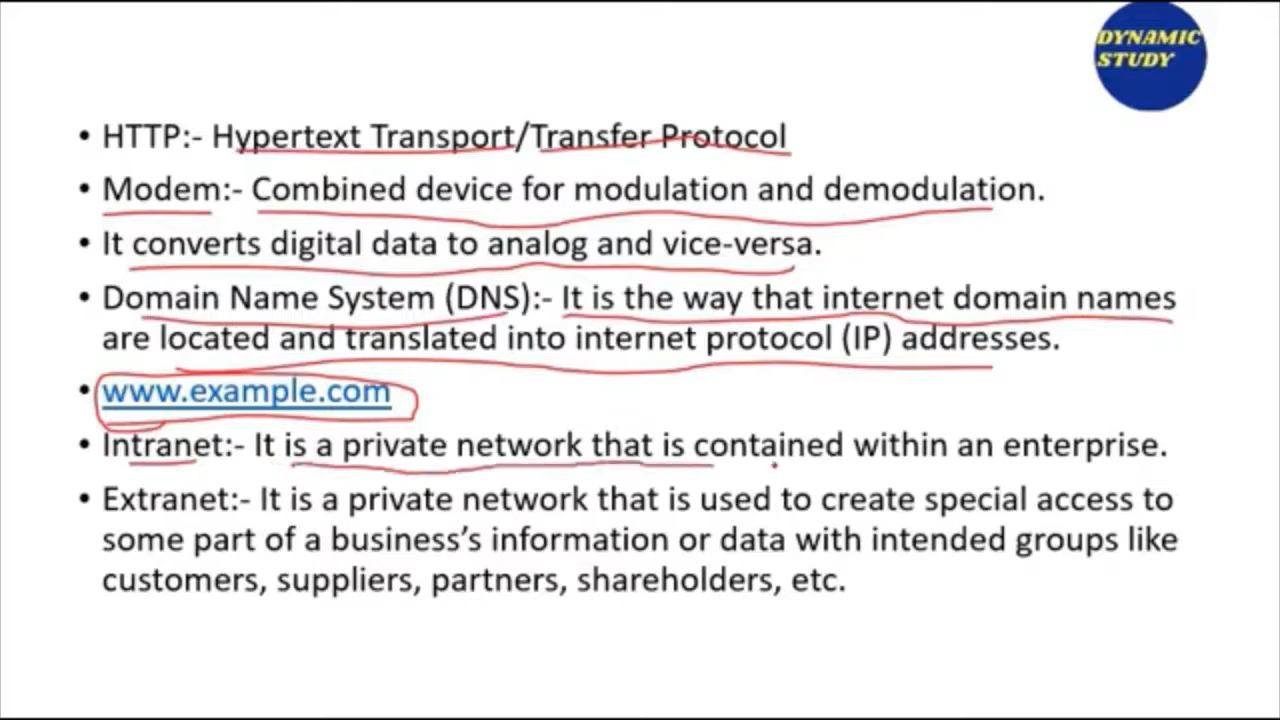 DYNAMIC
STUDY
• HTTP:- Hypertext Transport/Transfer Protocol
• Modem:- Combined device for modulation and demodulation.
• It converts digital data to analog and vice-versa.
• Domain Name System (DNS):- It is the way that internet domain names
are located and translated into internet protocol (IP) addresses.
• www.example.com
• Intranet:- It is a private network that is contained within an enterprise.
• Extranet:- It is a private network that is used to create special access to
some part of a business’s information or data with intended groups like
customers, suppliers, partners, shareholders, etc.